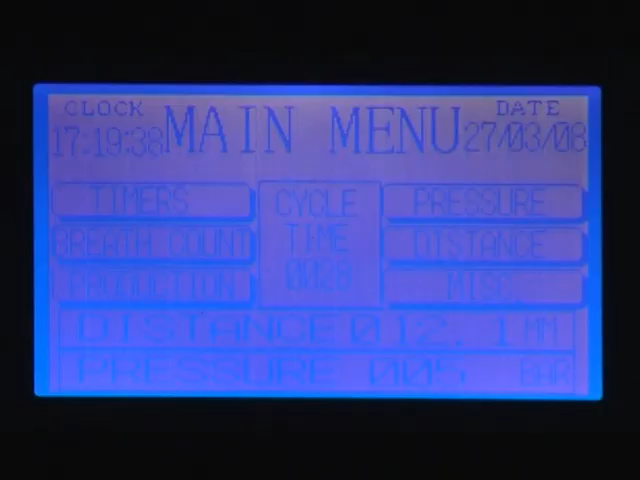 CLOCK MAIN MENU DATE
17:19:38 27/03/08
TIMERS CYCLE PRESSURE
BREATH COUNT TIME DISTANCE
PRODUCTION 0028 MISC.
DISTANCE 012.1 MM
PRESSURE 005 BAR